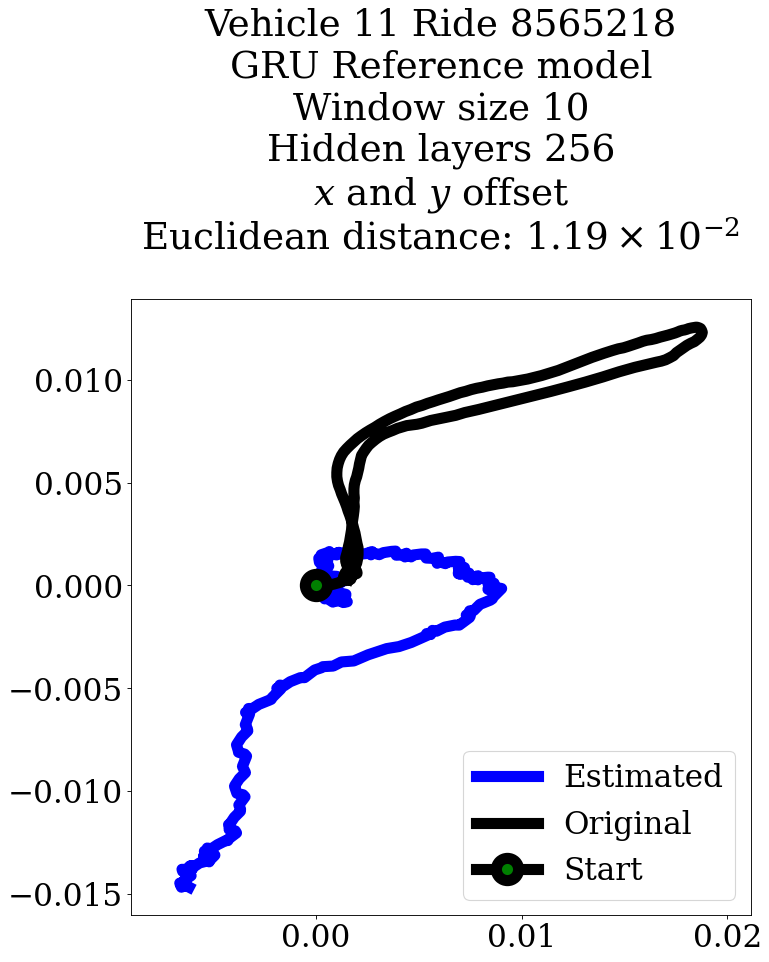 Vehicle 11 Ride 8565218
GRU Reference model
Window size 10
Hidden layers 256
x and y offset
Euclidean distance: 1.19 × 10⁻²
0.010
0.005
0.000
−0.005
−0.010
−0.015
Estimated
Original
Start
0.00 0.01 0.02